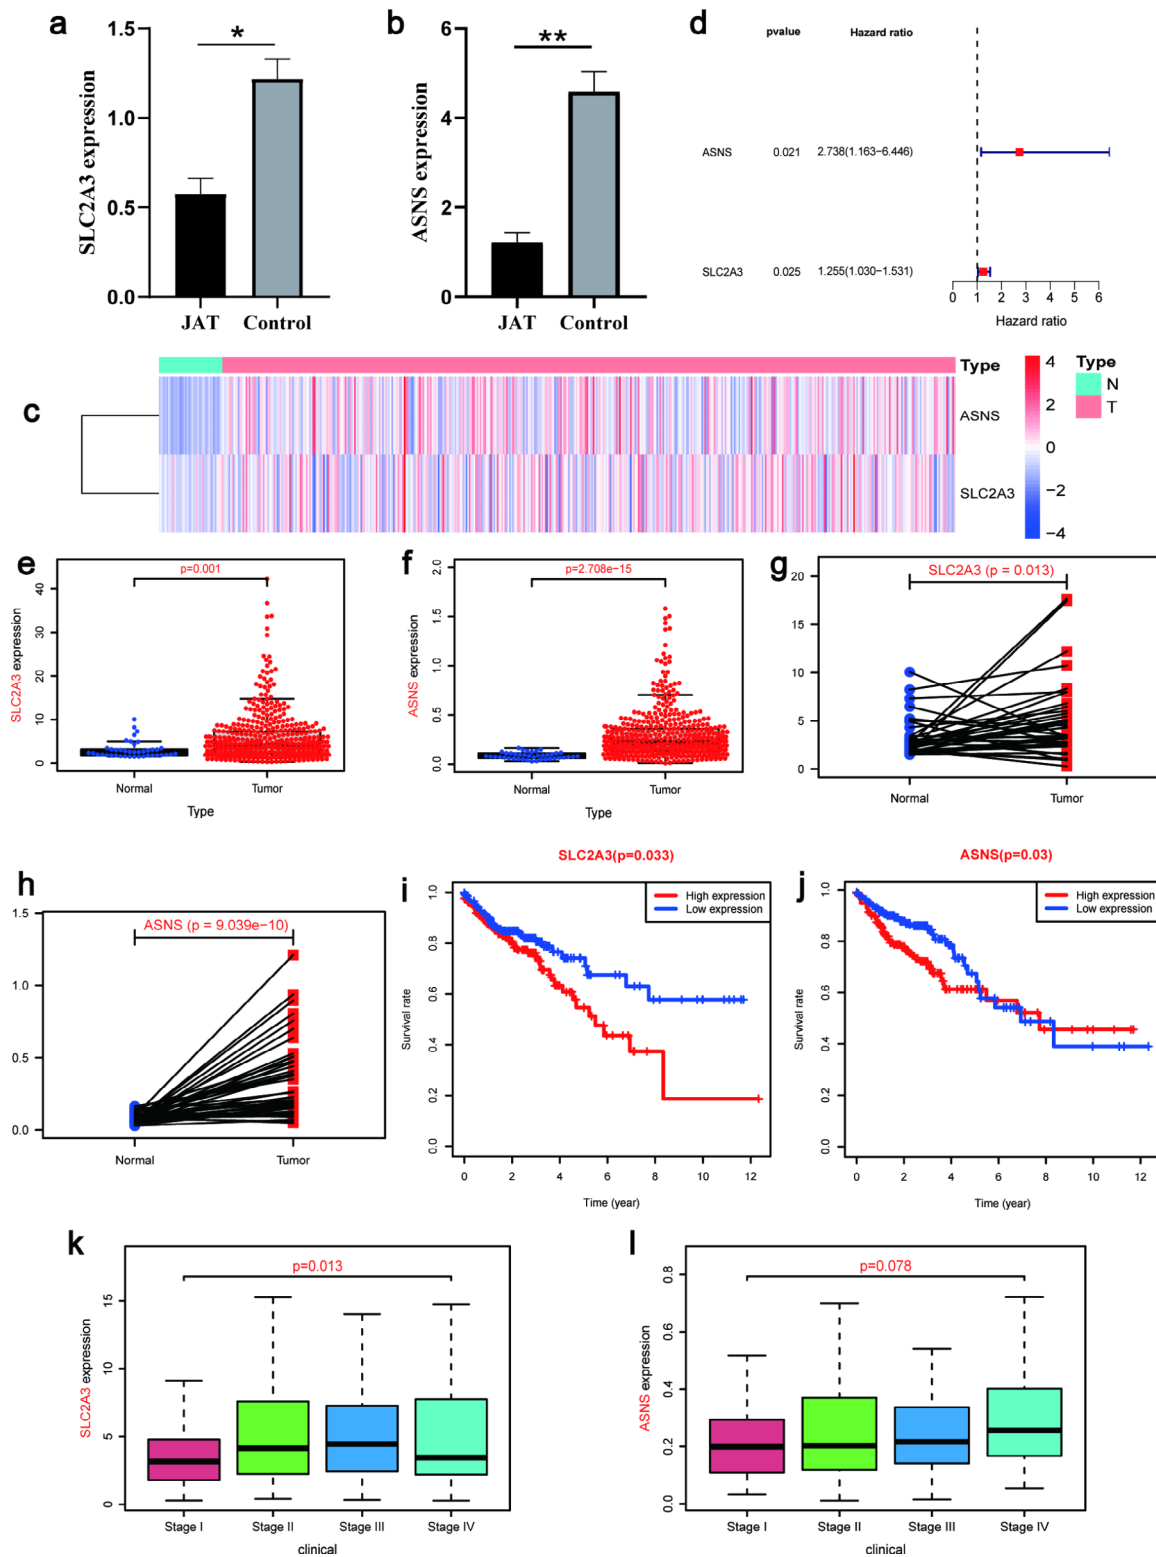 a
SLC2A3 expression
1.5
1.0
0.5
0.0
*
JAT
Control
b
ASNS expression
6
4
2
0
**
JAT
Control
d
pvalue
Hazard ratio
ASNS
0.021
2.738(1.163−6.446)
SLC2A3
0.025
1.255(1.030−1.531)
0 1 2 3 4 5 6
Hazard ratio
c
Type
ASNS
SLC2A3
4
2
0
−2
−4
Type
N
T
e
SLC2A3 expression
40
30
20
10
0
p=0.001
Normal
Tumor
Type
f
ASNS expression
2.0
1.5
1.0
0.5
0.0
p=2.708e−15
Normal
Tumor
Type
g
20
15
10
5
0
SLC2A3 (p = 0.013)
Normal
Tumor
h
1.5
1.0
0.5
0.0
ASNS (p = 9.039e−10)
Normal
Tumor
i
SLC2A3(p=0.033)
Survival rate
1.0
0.8
0.6
0.4
0.2
0.0
High expression
Low expression
0 2 4 6 8 10 12
Time (year)
j
ASNS(p=0.03)
Survival rate
1.0
0.8
0.6
0.4
0.2
0.0
High expression
Low expression
0 2 4 6 8 10 12
Time (year)
k
SLC2A3 expression
15
10
5
0
p=0.013
Stage I
Stage II
Stage III
Stage IV
clinical
l
ASNS expression
0.8
0.6
0.4
0.2
0.0
p=0.078
Stage I
Stage II
Stage III
Stage IV
clinical